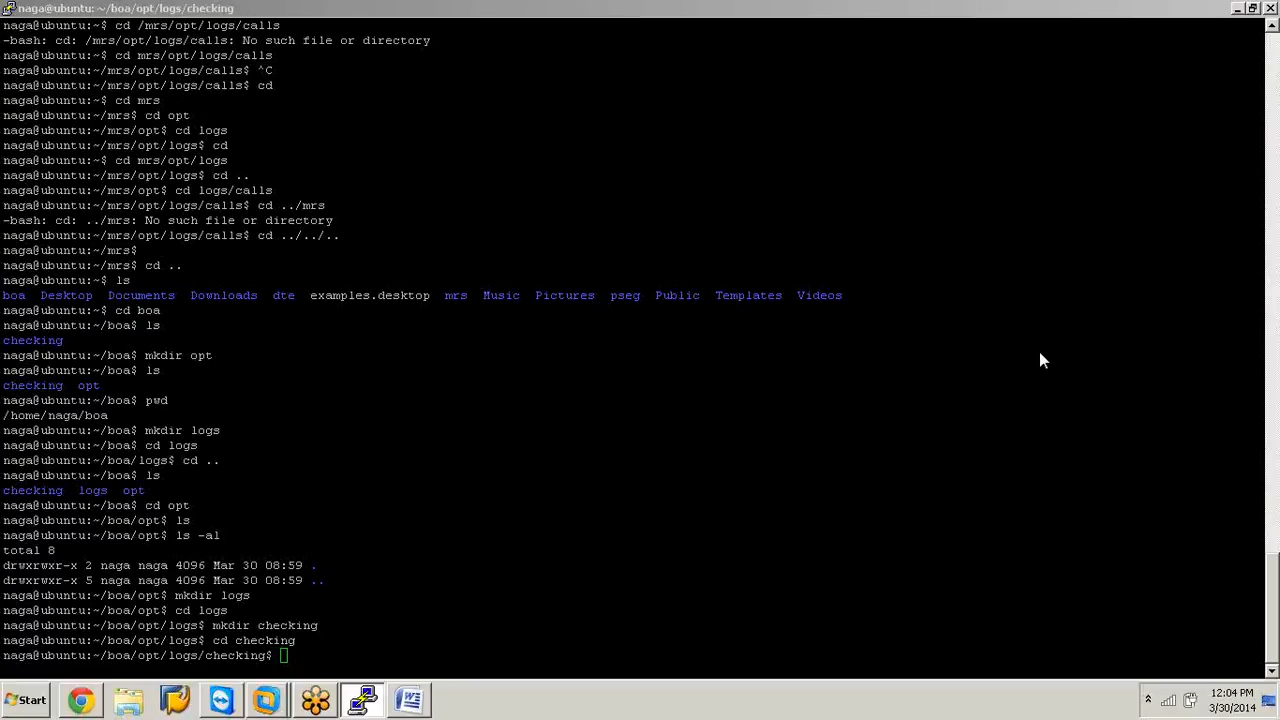 naga@ubuntu: ~/boa/opt/logs/checking
naga@ubuntu:~$ cd /mrs/opt/logs/calls
-bash: cd: /mrs/opt/logs/calls: No such file or directory
naga@ubuntu:~$ cd mrs/opt/logs/calls
naga@ubuntu:~/mrs/opt/logs/calls$ ^C
naga@ubuntu:~/mrs/opt/logs/calls$ cd
naga@ubuntu:~$ cd mrs
naga@ubuntu:~/mrs$ cd opt
naga@ubuntu:~/mrs/opt$ cd logs
naga@ubuntu:~/mrs/opt/logs$ cd
naga@ubuntu:~$ cd mrs/opt/logs
naga@ubuntu:~/mrs/opt/logs$ cd ..
naga@ubuntu:~/mrs/opt$ cd logs/calls
naga@ubuntu:~/mrs/opt/logs/calls$ cd ../mrs
-bash: cd: ../mrs: No such file or directory
naga@ubuntu:~/mrs/opt/logs/calls$ cd ../../..
naga@ubuntu:~/mrs$
naga@ubuntu:~/mrs$ cd ..
naga@ubuntu:~$ ls
boa  Desktop  Documents  Downloads  dte  examples.desktop  mrs  Music  Pictures  pseg  Public  Templates  Videos
naga@ubuntu:~$ cd boa
naga@ubuntu:~/boa$ ls
checking
naga@ubuntu:~/boa$ mkdir opt
naga@ubuntu:~/boa$ ls
checking  opt
naga@ubuntu:~/boa$ pwd
/home/naga/boa
naga@ubuntu:~/boa$ mkdir logs
naga@ubuntu:~/boa$ cd logs
naga@ubuntu:~/boa/logs$ cd ..
naga@ubuntu:~/boa$ ls
checking  logs  opt
naga@ubuntu:~/boa$ cd opt
naga@ubuntu:~/boa/opt$ ls
naga@ubuntu:~/boa/opt$ ls -al
total 8
drwxrwxr-x 2 naga naga 4096 Mar 30 08:59 .
drwxrwxr-x 5 naga naga 4096 Mar 30 08:59 ..
naga@ubuntu:~/boa/opt$ mkdir logs
naga@ubuntu:~/boa/opt$ cd logs
naga@ubuntu:~/boa/opt/logs$ mkdir checking
naga@ubuntu:~/boa/opt/logs$ cd checking
naga@ubuntu:~/boa/opt/logs/checking$
Start
12:04 PM
3/30/2014